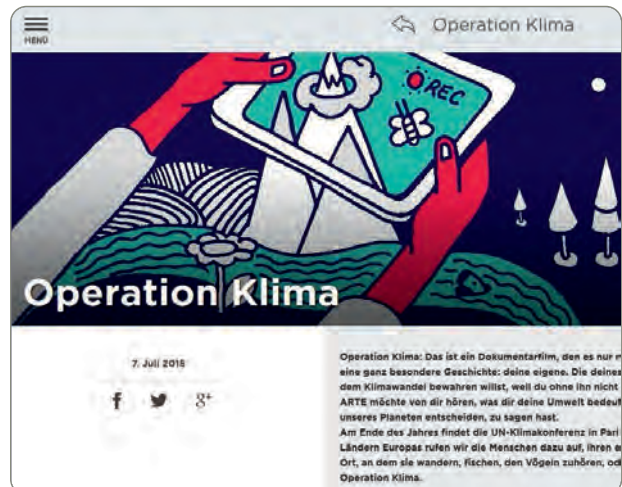 MENÜ
Operation Klima
REC
Operation Klima
7. Juli 2015
f
g+
Operation Klima: Das ist ein Dokumentarfilm, den es nur
eine ganz besondere Geschichte: deine eigene. Die deines
dem Klimawandel bewahren willst, weil du ohne ihn nicht
ARTE möchte von dir hören, was dir deine Umwelt bedeut
unseres Planeten entscheiden, zu sagen hast.
Am Ende des Jahres findet die UN-Klimakonferenz in Pari
Ländern Europas rufen wir die Menschen dazu auf, ihren
Ort, an dem sie wandern, fischen, den Vögeln zuhören, od
Operation Klima.